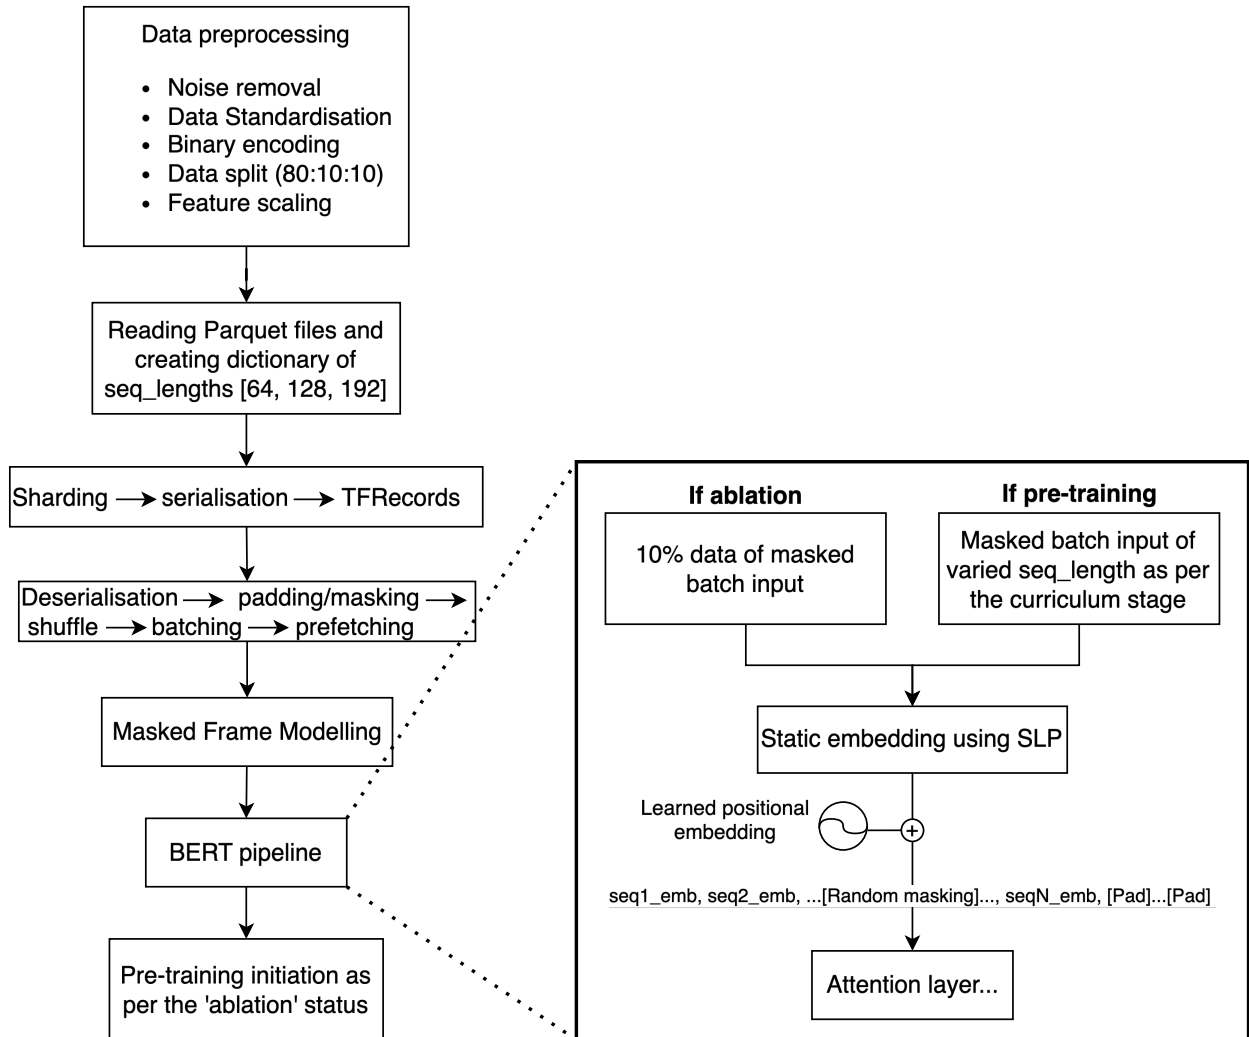 Data preprocessing
• Noise removal
• Data Standardisation
• Binary encoding
• Data split (80:10:10)
• Feature scaling
Reading Parquet files and
creating dictionary of
seq_lengths [64, 128, 192]
Sharding → serialisation → TFRecords
Deserialisation → padding/masking →
shuffle → batching → prefetching
Masked Frame Modelling
BERT pipeline
Pre-training initiation as
per the 'ablation' status
If ablation
10% data of masked
batch input
If pre-training
Masked batch input of
varied seq_length as per
the curriculum stage
Static embedding using SLP
Learned positional
embedding
+
seq1_emb, seq2_emb, ...[Random masking]..., seqN_emb, [Pad]...[Pad]
Attention layer...